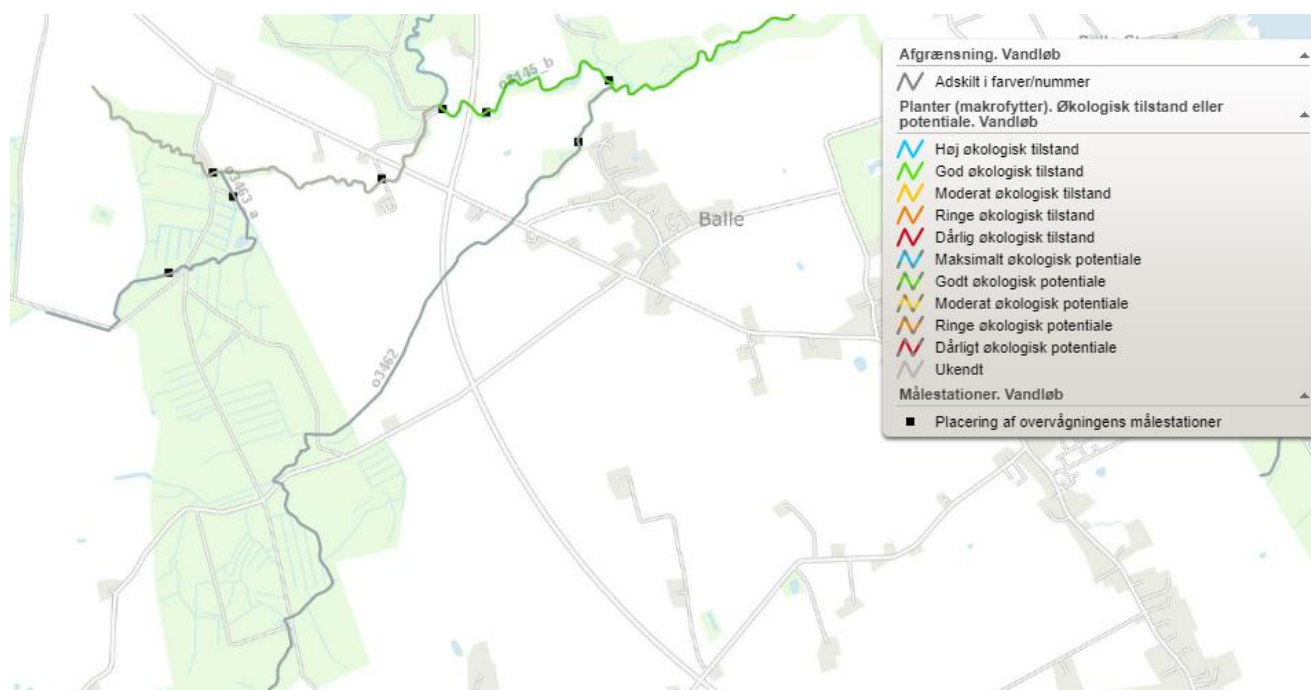 o8145_b
o3463_a
o3462
Balle
Afgrænsning. Vandløb
Adskilt i farver/nummer
Planter (makrofytter). Økologisk tilstand eller
potentiale. Vandløb
Høj økologisk tilstand
God økologisk tilstand
Moderat økologisk tilstand
Ringe økologisk tilstand
Dårlig økologisk tilstand
Maksimalt økologisk potentiale
Godt økologisk potentiale
Moderat økologisk potentiale
Ringe økologisk potentiale
Dårligt økologisk potentiale
Ukendt
Målestationer. Vandløb
Placering af overvågningens målestationer